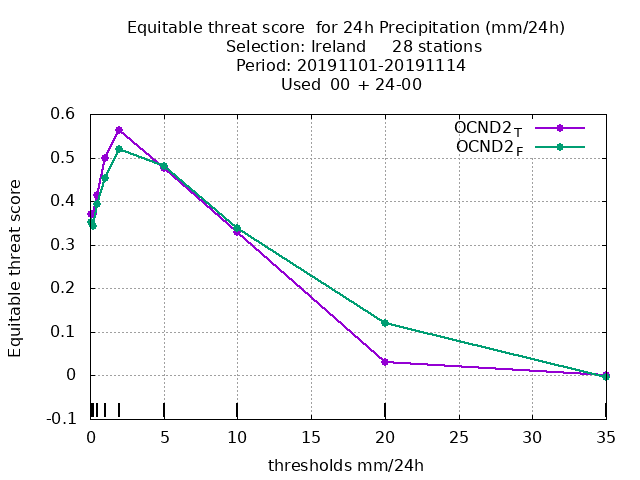 Equitable threat score  for 24h Precipitation (mm/24h)
Selection: Ireland     28 stations
Period: 20191101-20191114
Used  00 + 24-00
OCND2T
OCND2F
0.6
0.5
0.4
0.3
0.2
0.1
0
-0.1
Equitable threat score
0 5 10 15 20 25 30 35
thresholds mm/24h